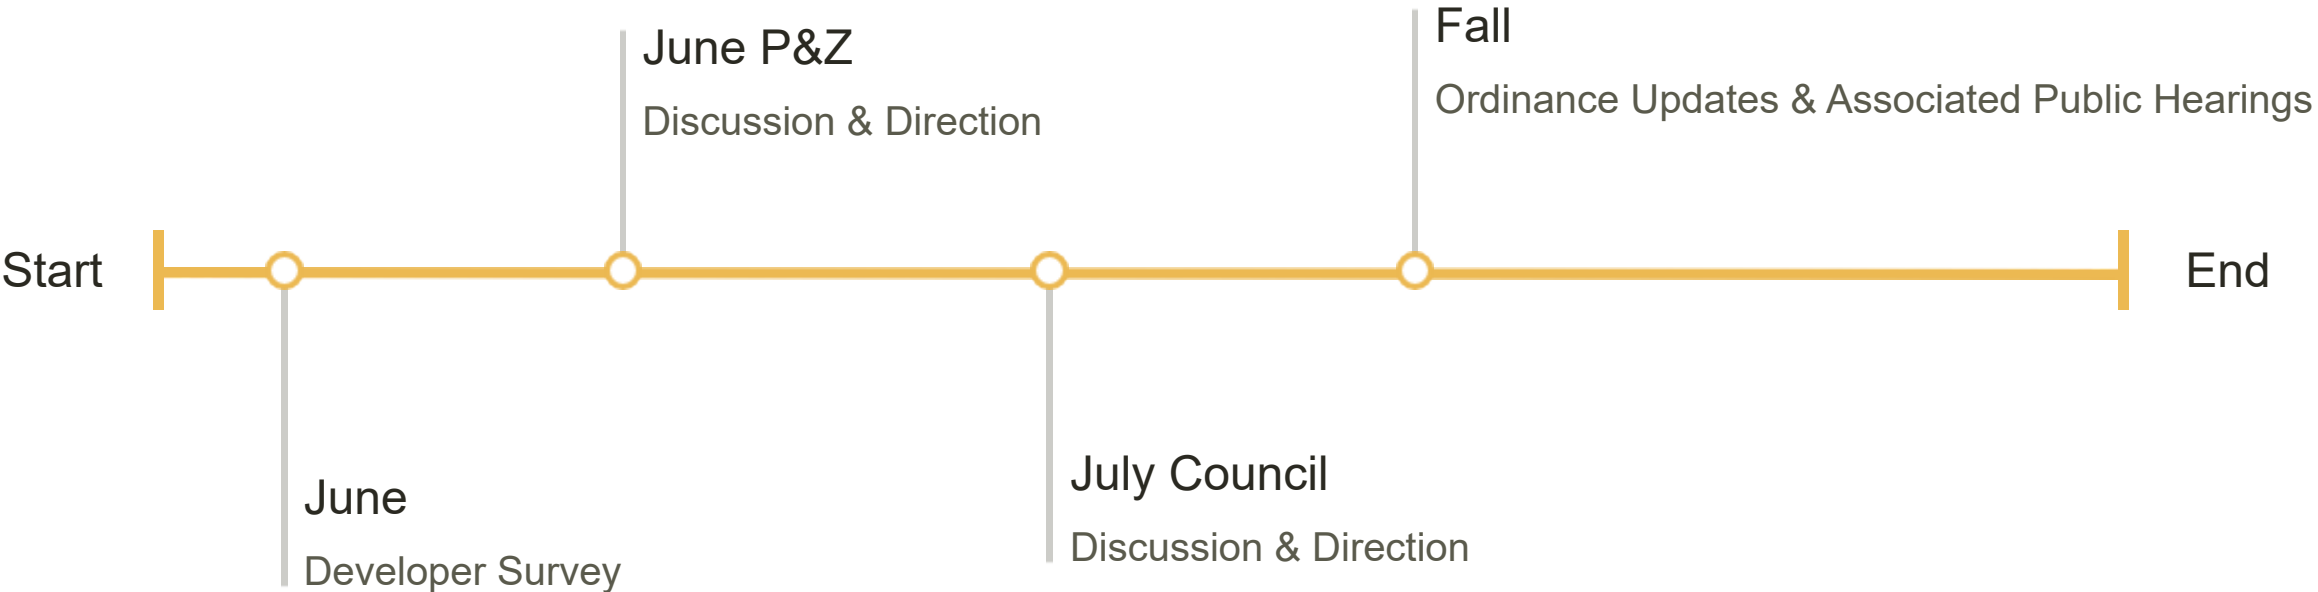 Start
June
Developer Survey
June P&Z
Discussion & Direction
July Council
Discussion & Direction
Fall
Ordinance Updates & Associated Public Hearings
End